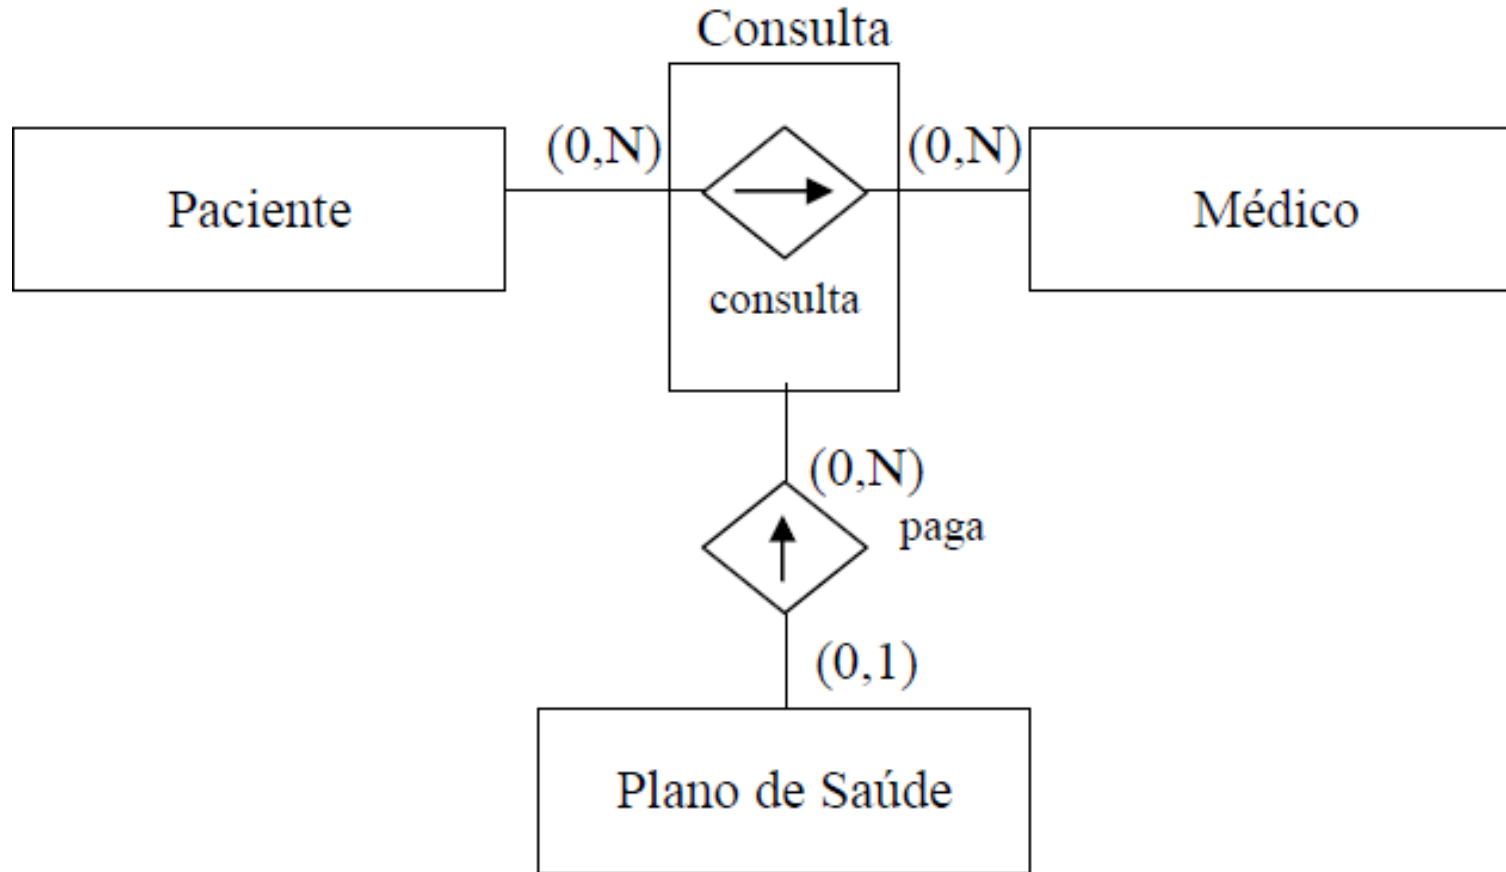 Consulta
(0,N)
(0,N)
Paciente
Médico
consulta
(0,N)
paga
(0,1)
Plano de Saúde